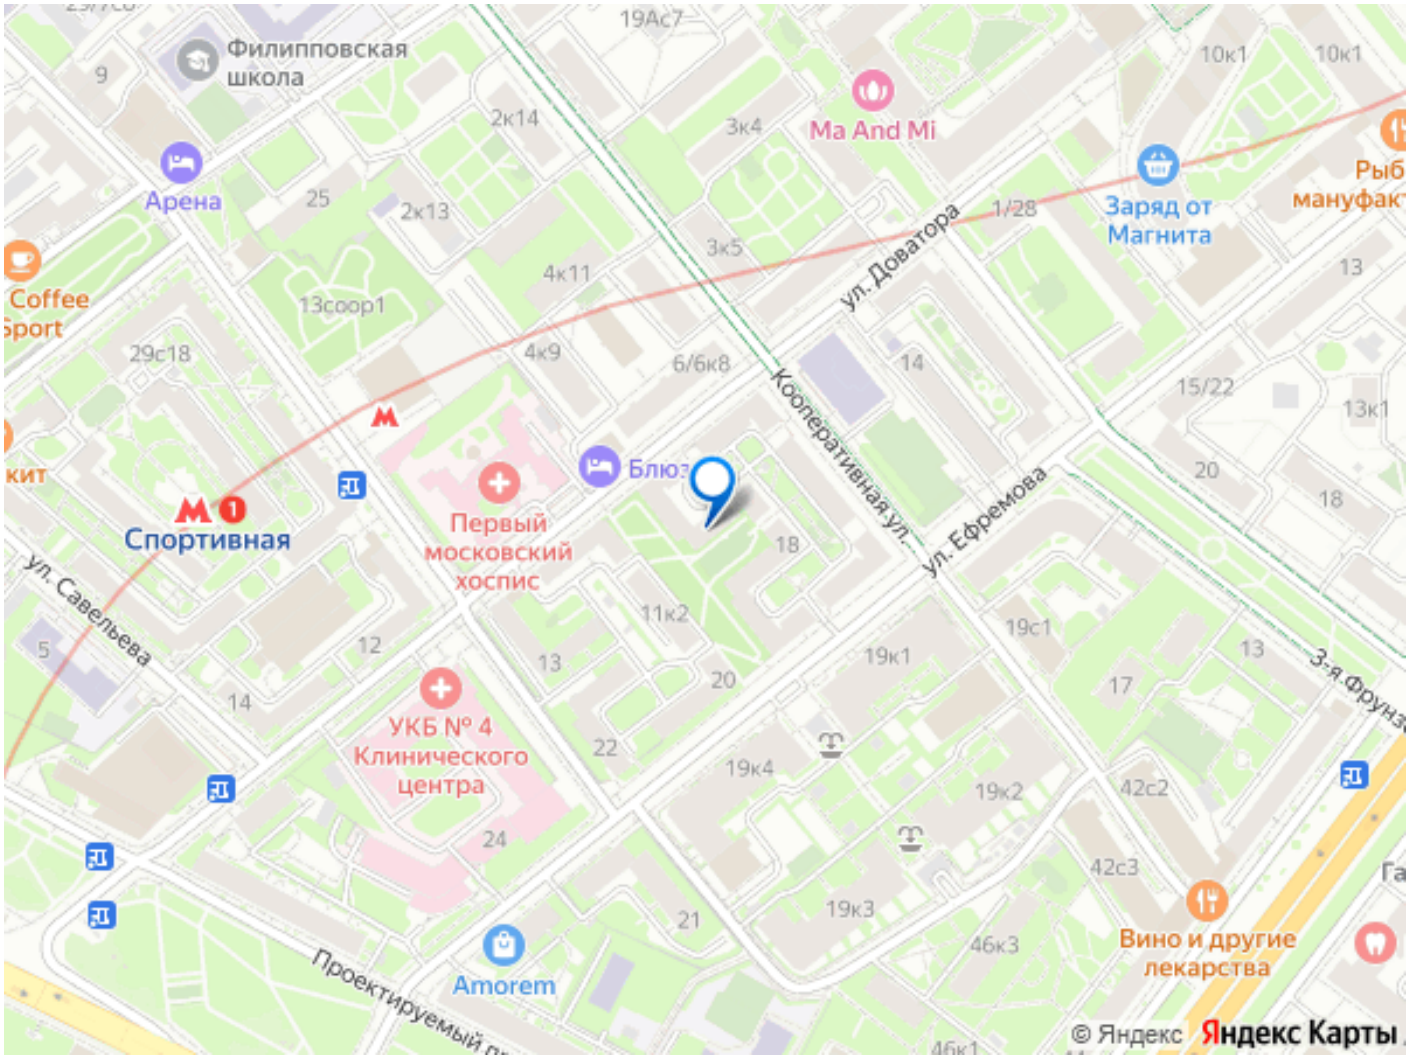 19Ас7
Филипповская
школа
9
10к1
10к1
2к14
3к4
Ma And Mi
Рыб
мануфакт
Арена
25
2к13
1/28
Заряд от
Магнита
ул. Доватора
3к5
4к11
13
Coffee
Sport
13соор1
29с18
4к9
6/6к8
14
15/22
13к1
Кооперативная ул.
кит
Блюз
20
18
Первый
московский
хоспис
1
Спортивная
18
ул. Ефремова
ул. Савельева
11к2
19с1
5
12
13
19к1
13
3-я Фрунз
14
20
17
УКБ № 4
Клинического
центра
22
19к4
19к2
42с2
24
42с3
Га
21
19к3
46к3
Вино и другие
лекарства
Amorem
Проектируемый пр
46к1
© Яндекс Яндекс Карты